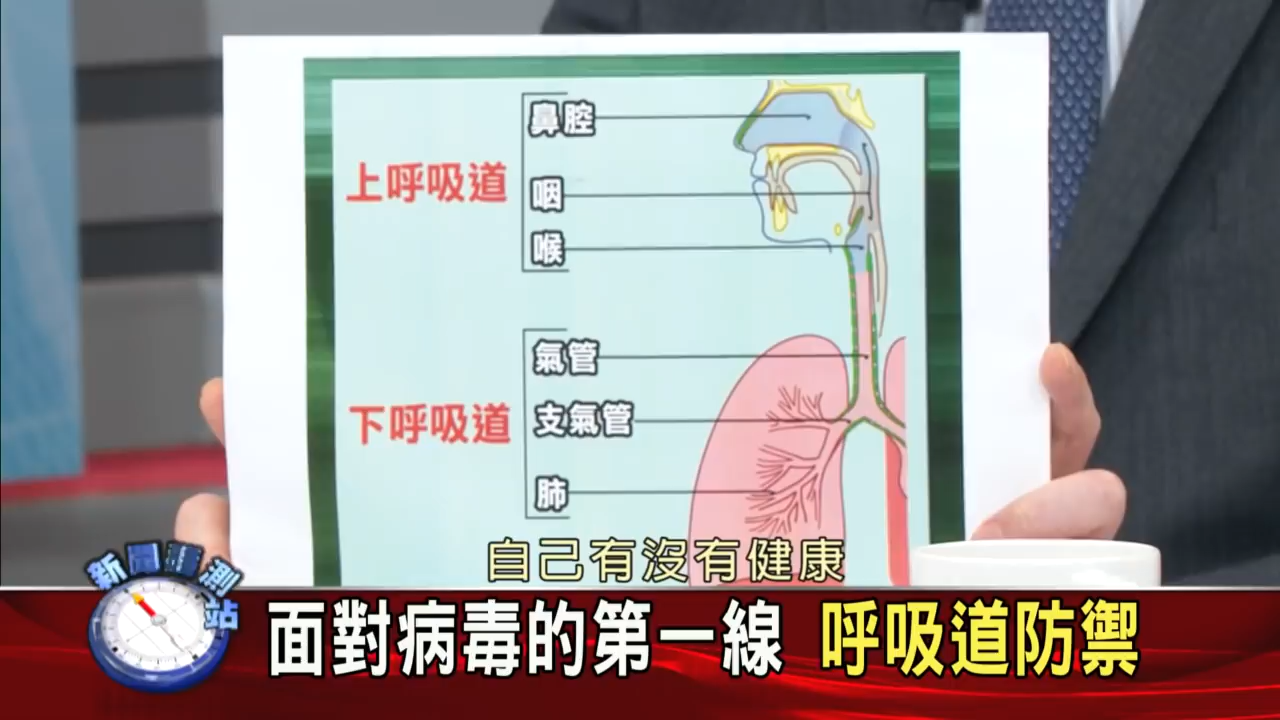 上呼吸道
鼻腔
咽
喉
下呼吸道
氣管
支氣管
肺
自己有沒有健康
新聞觀測站
面對病毒的第一線 呼吸道防禦